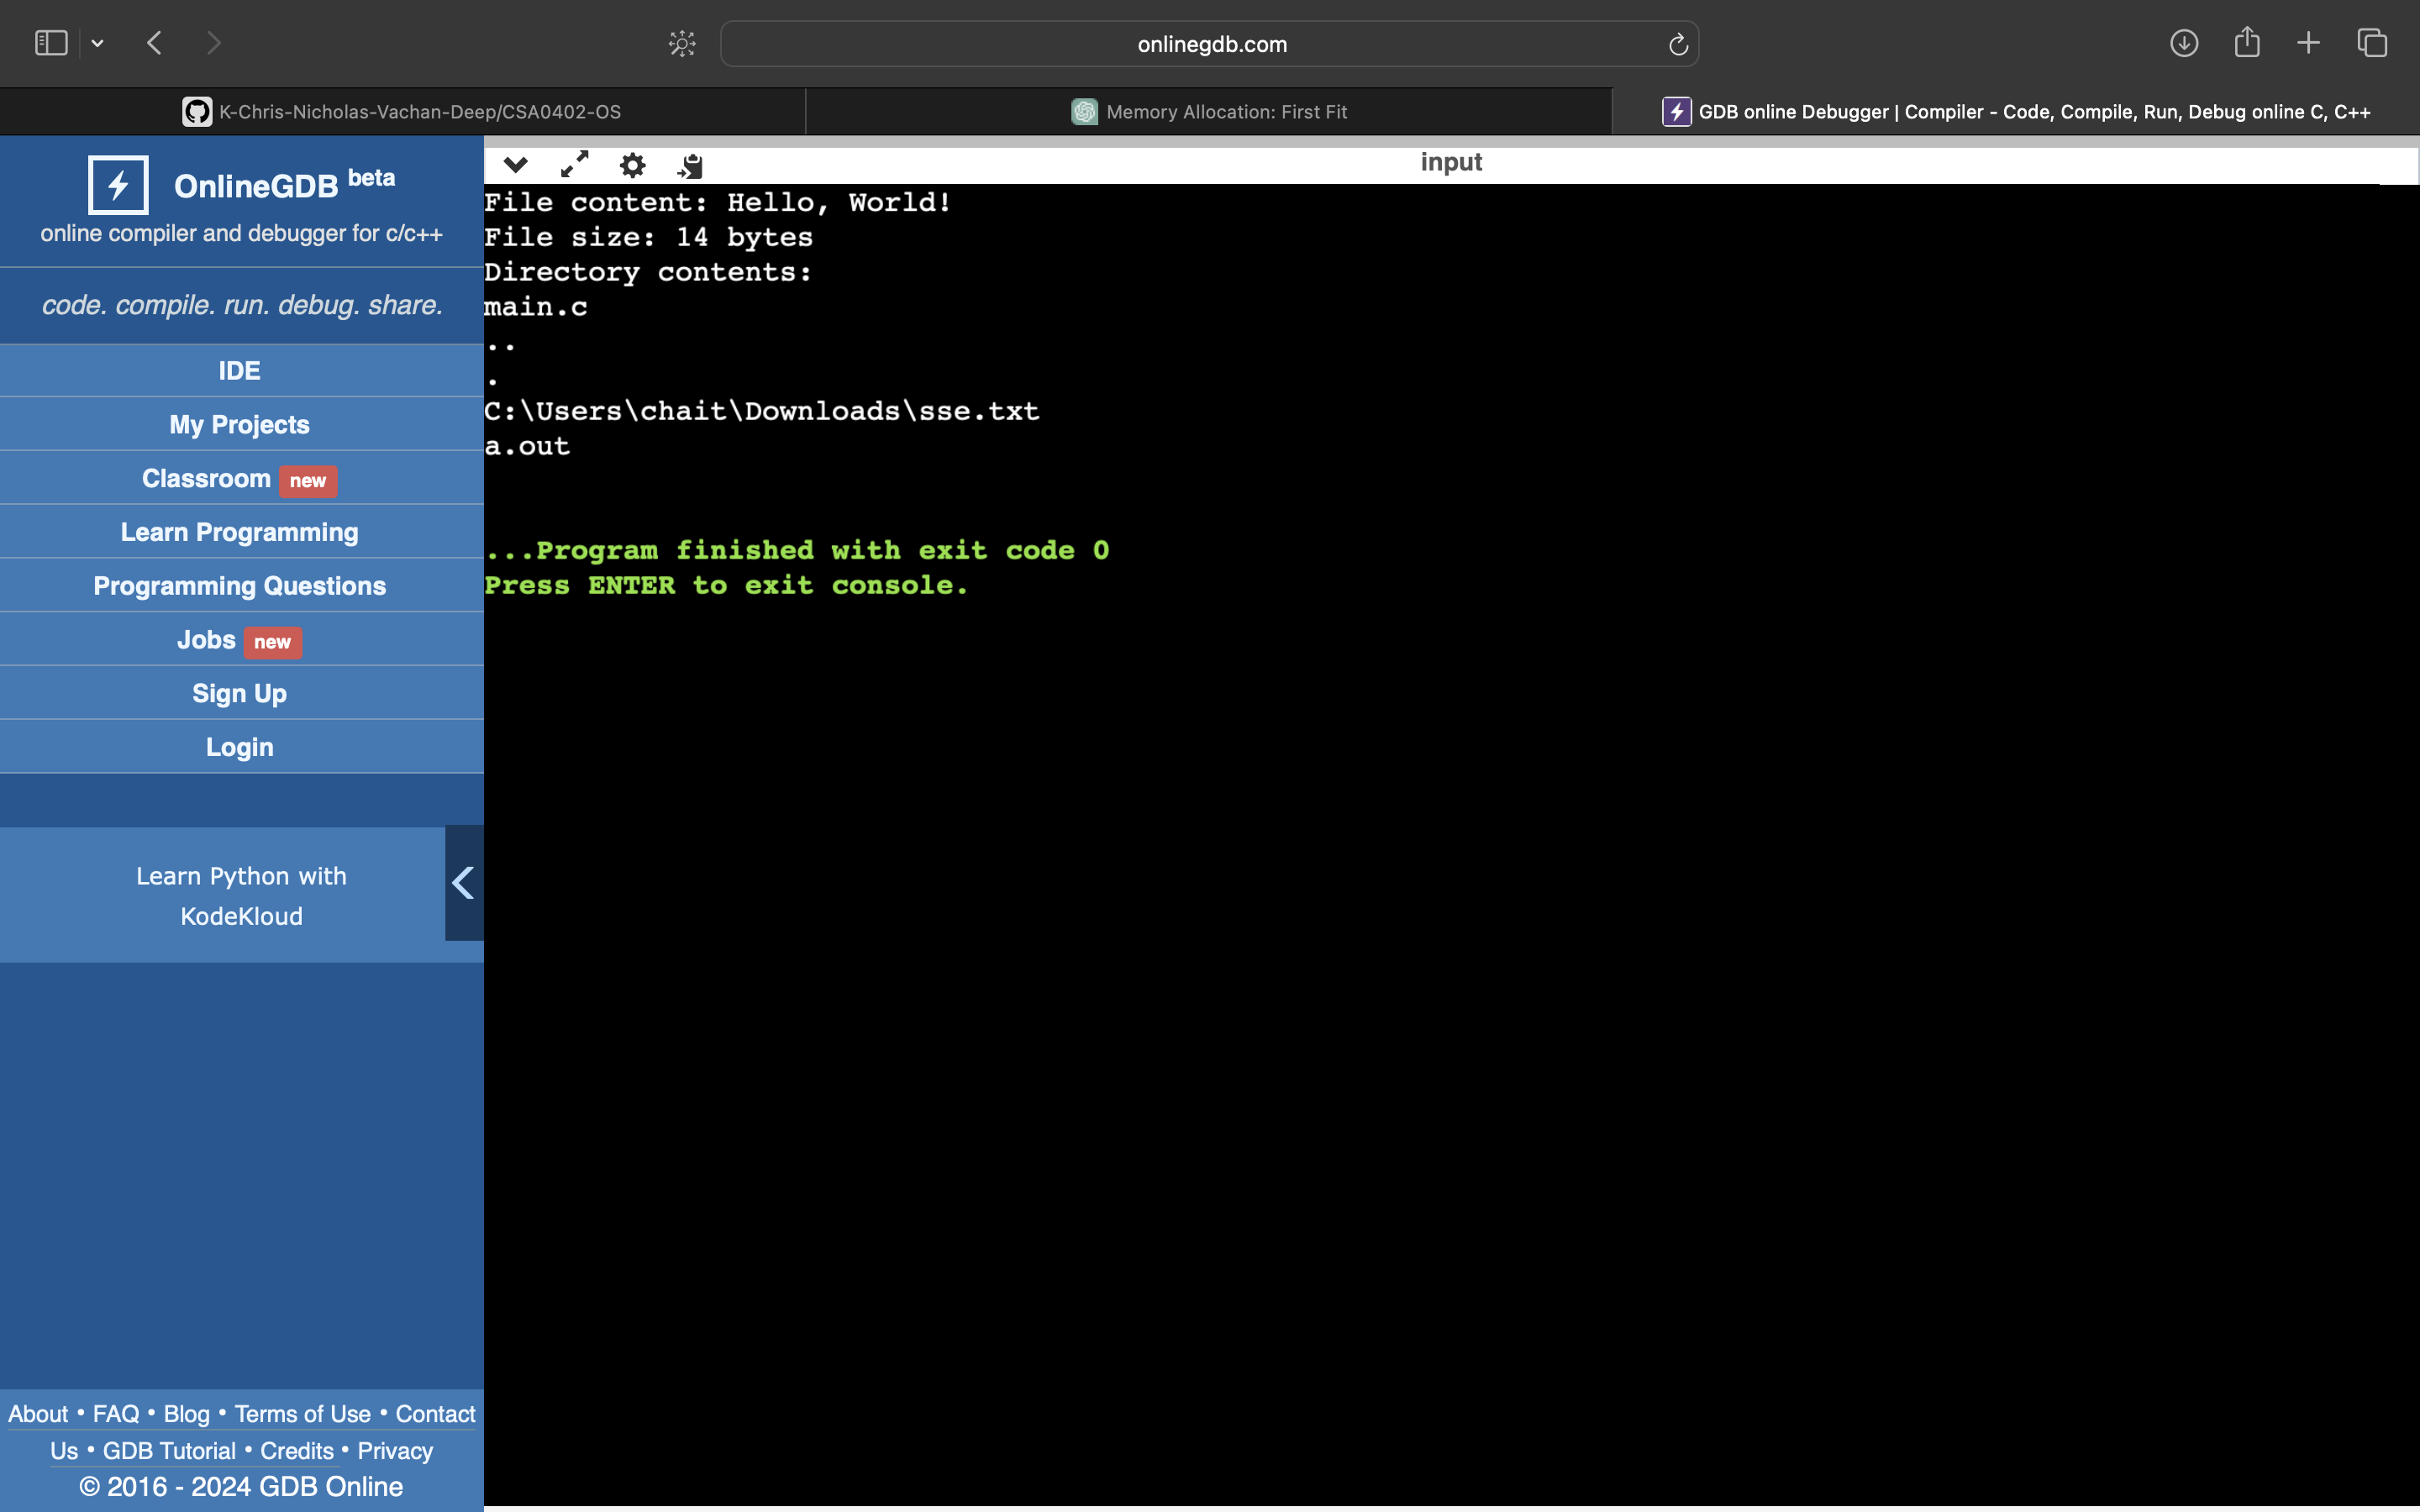 onlinegdb.com
K-Chris-Nicholas-Vachan-Deep/CSA0402-OS
Memory Allocation: First Fit
GDB online Debugger | Compiler - Code, Compile, Run, Debug online C, C++
OnlineGDB beta
online compiler and debugger for c/c++
code. compile. run. debug. share.
IDE
My Projects
Classroom new
Learn Programming
Programming Questions
Jobs new
Sign Up
Login
Learn Python with
KodeKloud
About • FAQ • Blog • Terms of Use • Contact
Us • GDB Tutorial • Credits • Privacy
© 2016 - 2024 GDB Online
input
File content: Hello, World!
File size: 14 bytes
Directory contents:
main.c
..
.
C:\Users\chait\Downloads\sse.txt
a.out
...Program finished with exit code 0
Press ENTER to exit console.